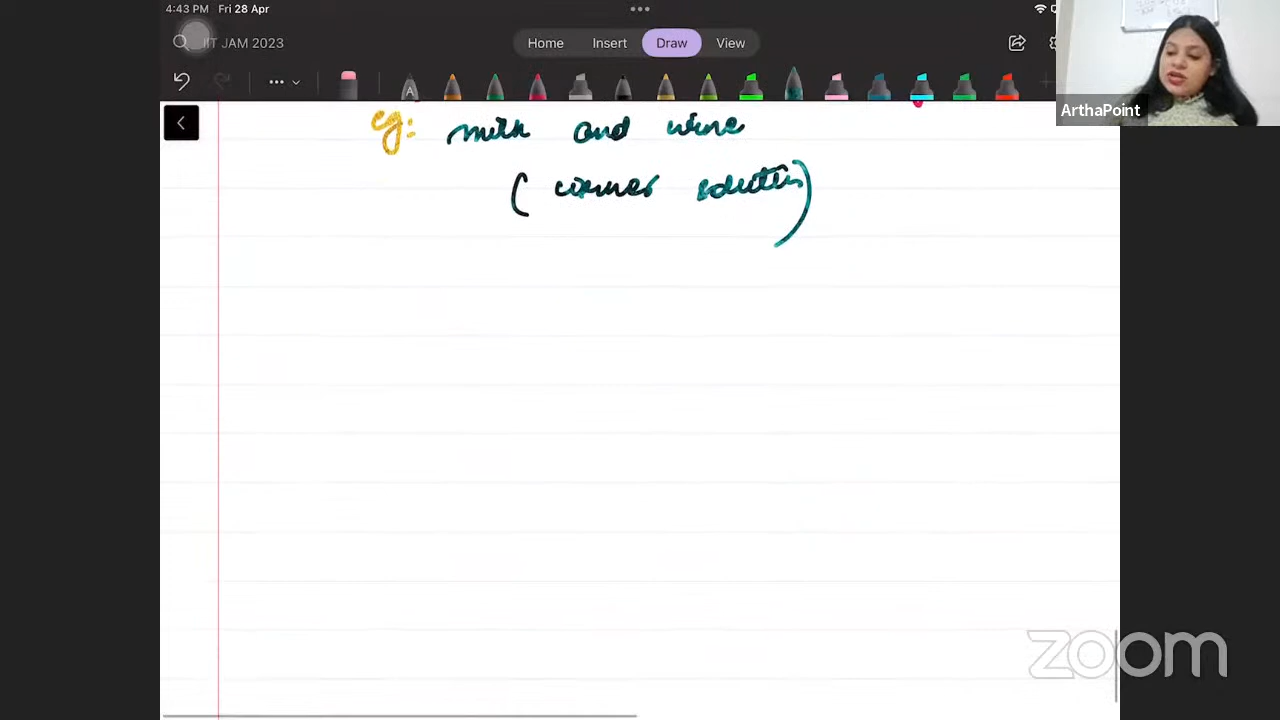 4:43 PM Fri 28 Apr
IIT JAM 2023
Home Insert Draw View
A
ArthaPoint
eg: milk and wine
(corner solution)
zoom